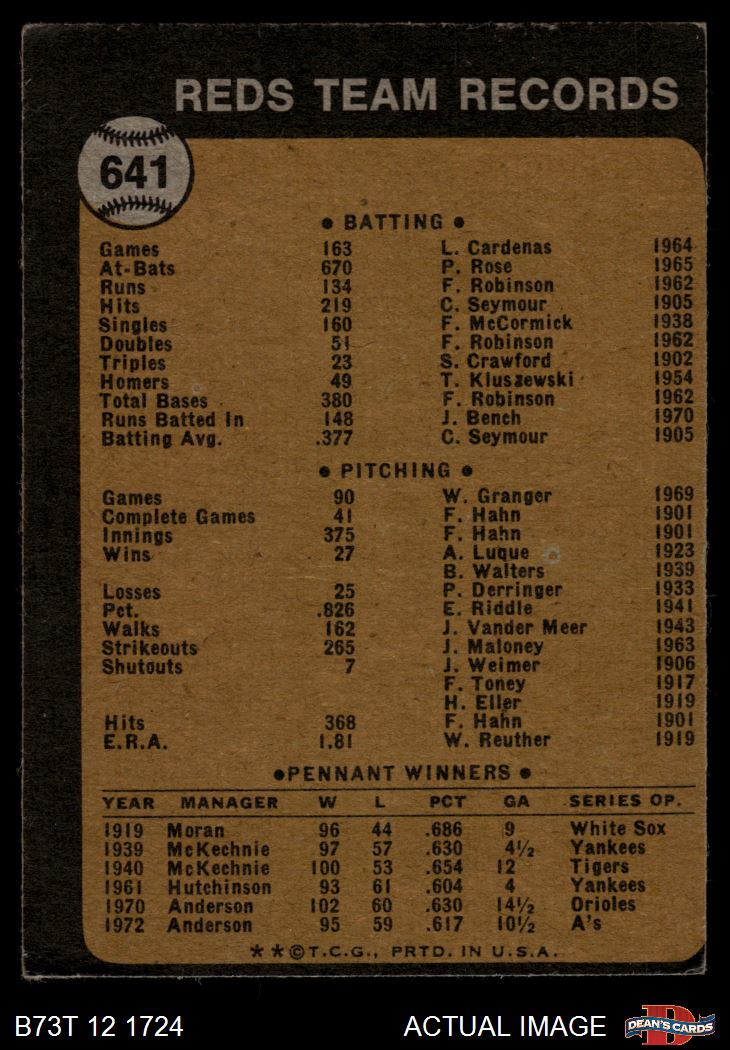 REDS TEAM RECORDS
641
● BATTING ●
Games 163 L. Cardenas 1964
At-Bats 670 P. Rose 1965
Runs 134 F. Robinson 1962
Hits 219 C. Seymour 1905
Singles 160 F. McCormick 1938
Doubles 51 F. Robinson 1962
Triples 23 S. Crawford 1902
Homers 49 T. Kluszewski 1954
Total Bases 380 F. Robinson 1962
Runs Batted In 148 J. Bench 1970
Batting Avg. .377 C. Seymour 1905
● PITCHING ●
Games 90 W. Granger 1969
Complete Games 41 F. Hahn 1901
Innings 375 F. Hahn 1901
Wins 27 A. Luque 1923
B. Walters 1939
Losses 25 P. Derringer 1933
Pct. .826 E. Riddle 1941
Walks 162 J. Vander Meer 1943
Strikeouts 265 J. Maloney 1963
Shutouts 7 J. Weimer 1906
F. Toney 1917
H. Eller 1919
Hits 368 F. Hahn 1901
E.R.A. 1.81 W. Reuther 1919
●PENNANT WINNERS ●
YEAR MANAGER W L PCT GA SERIES OP.
1919 Moran 96 44 .686 9 White Sox
1939 McKechnie 97 57 .630 4½ Yankees
1940 McKechnie 100 53 .654 12 Tigers
1961 Hutchinson 93 61 .604 4 Yankees
1970 Anderson 102 60 .630 14½ Orioles
1972 Anderson 95 59 .617 10½ A's
★★©T.C.G., PRTD. IN U.S.A.
B73T 12 1724 ACTUAL IMAGE DEAN'S CARDS